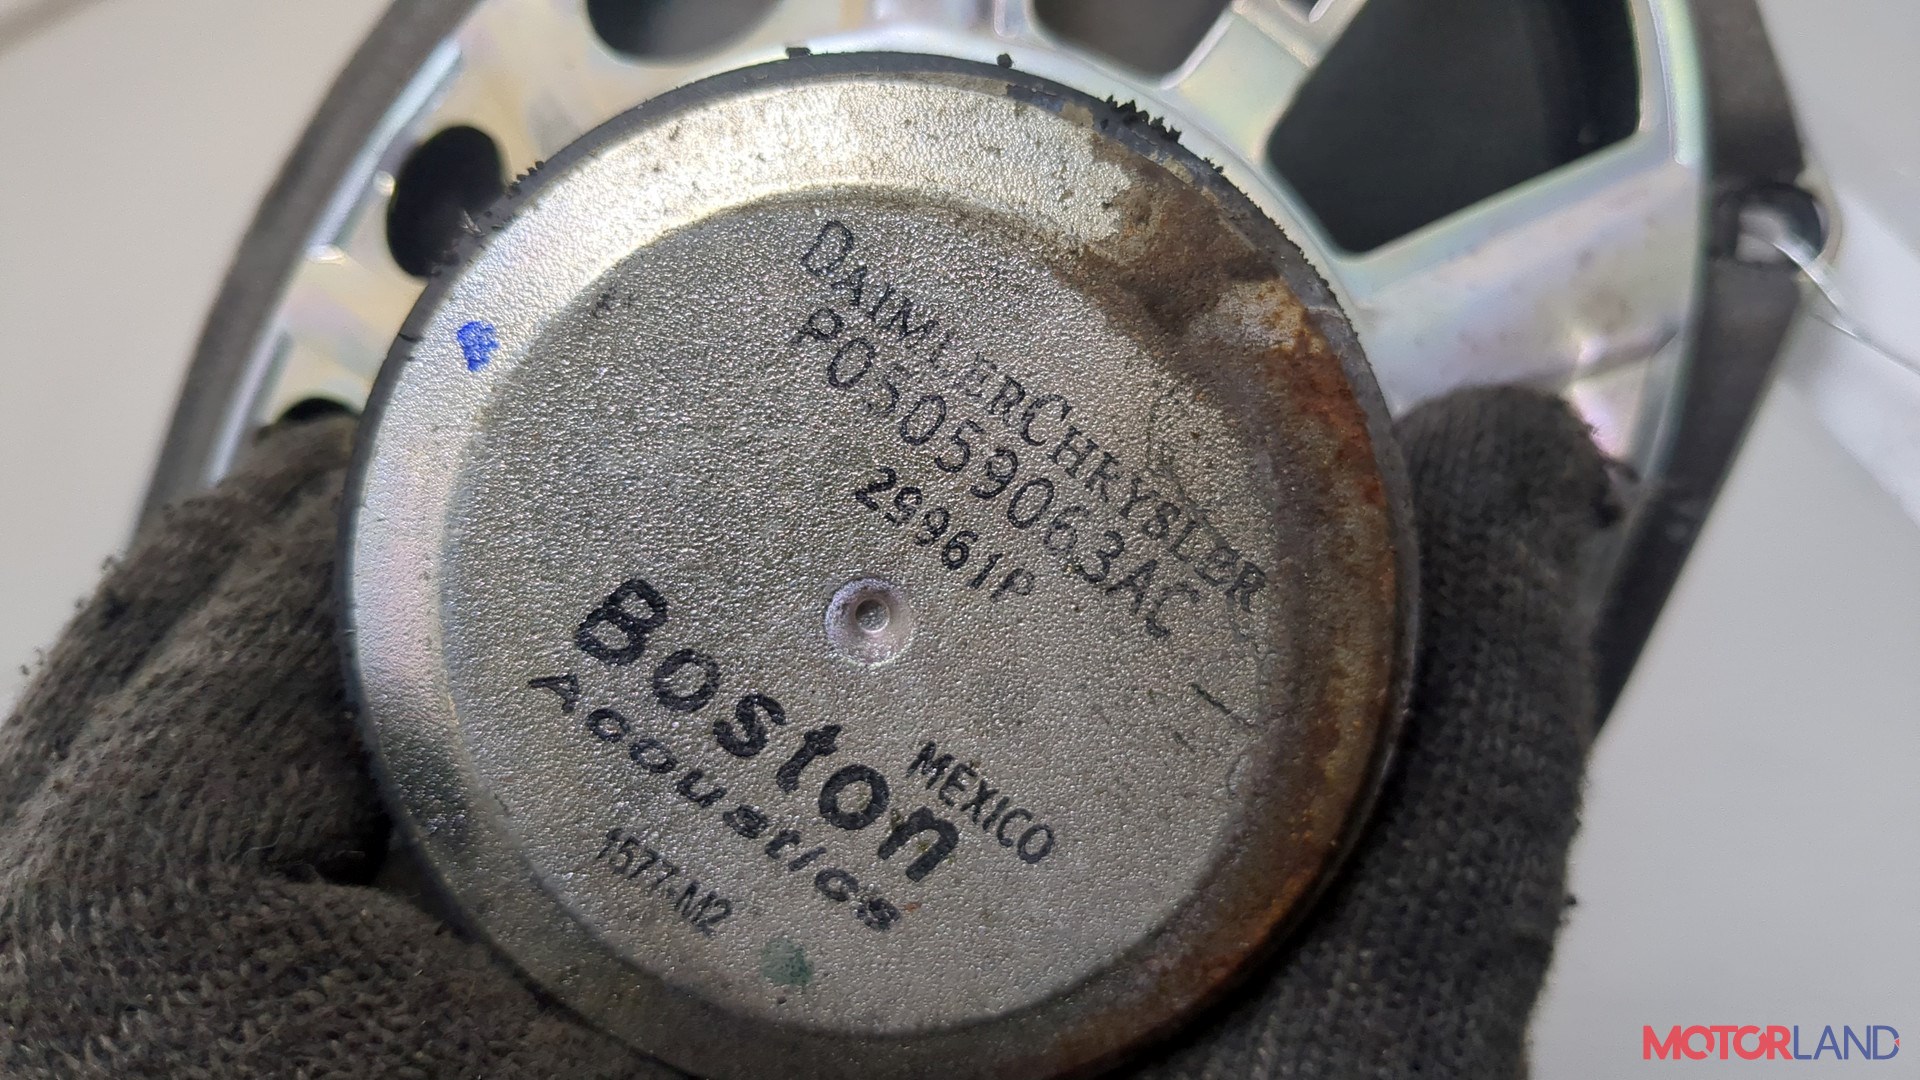 DAIMLERCHRYSLER
P05059063AC
29961P
Boston
Acoustics
MEXICO
1577-M2
MOTORLAND